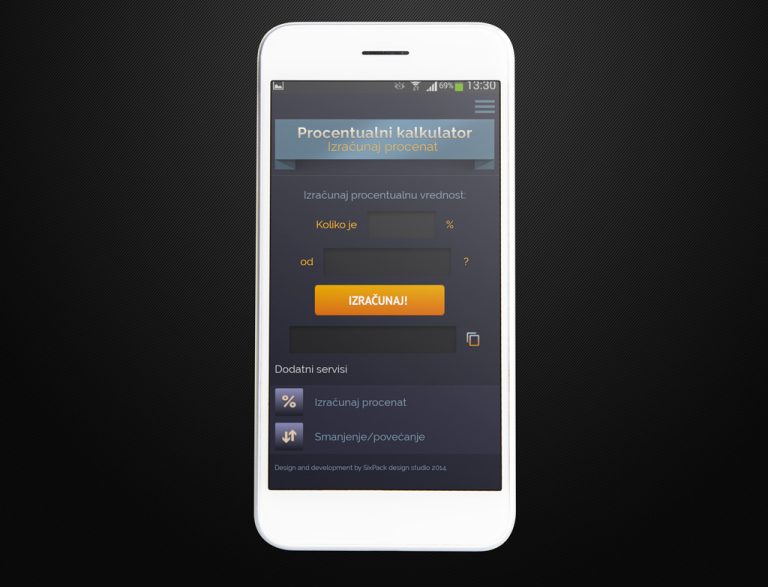 69% 13:30
Procentualni kalkulator
Izračunaj procenat
Izračunaj procentualnu vrednost:
Koliko je %
od ?
IZRAČUNAJ!
Dodatni servisi
% Izračunaj procenat
Smanjenje/povećanje
Design and development by SixPack design studio 2014